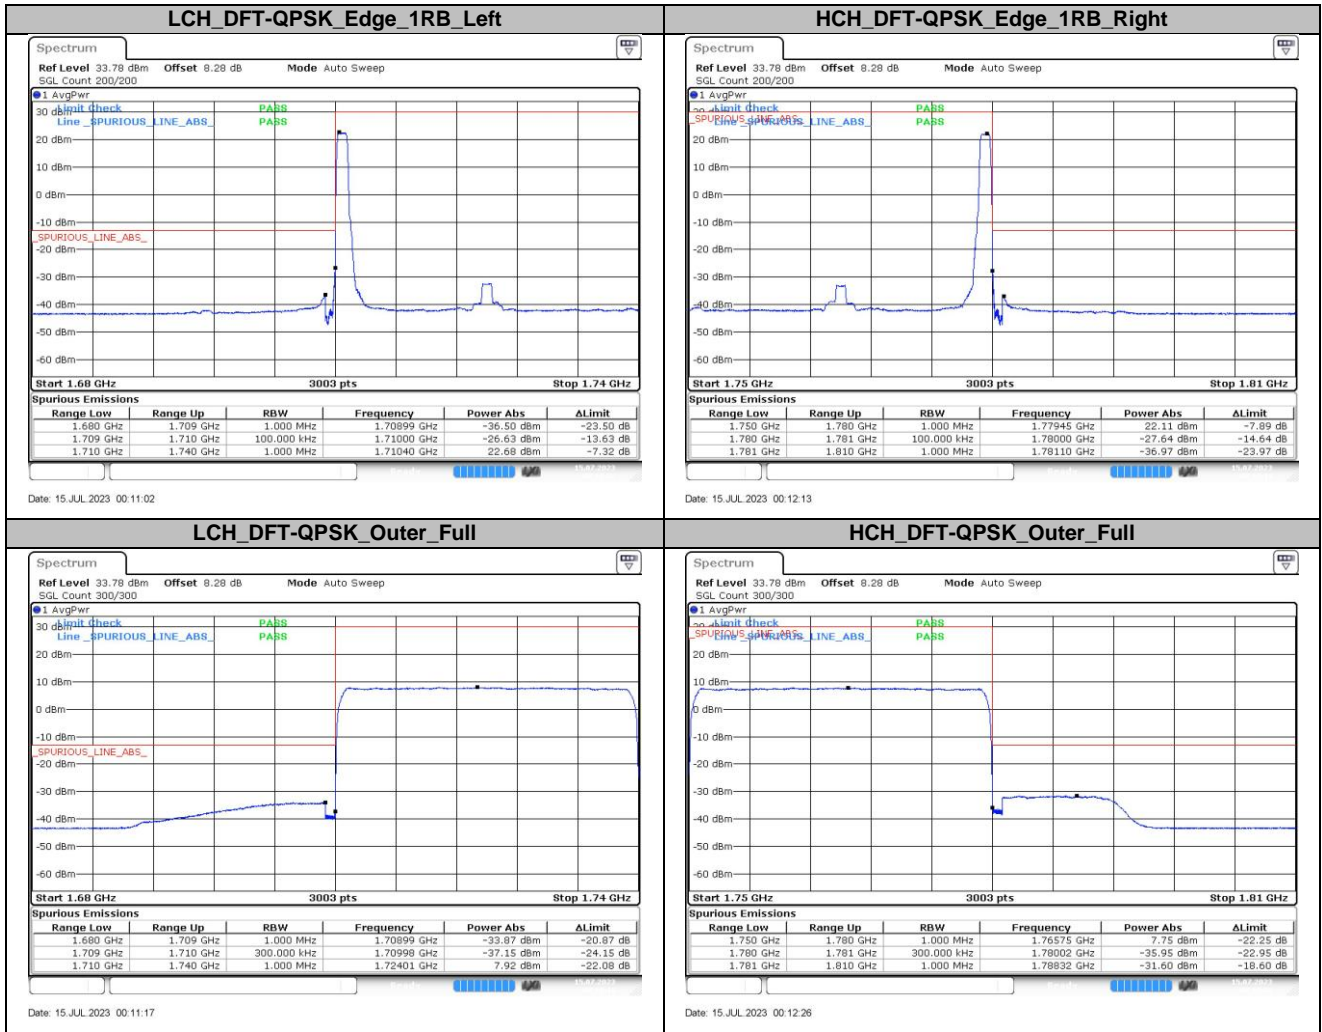 LCH_DFT-QPSK_Edge_1RB_Left
Spectrum
Ref Level 33.78 dBm Offset 8.28 dB Mode Auto Sweep
SGL Count 200/200
1 AvgPwr
30 dBm Limit Check PASS
Line _SPURIOUS_LINE_ABS_ PASS
20 dBm
10 dBm
0 dBm
-10 dBm
_SPURIOUS_LINE_ABS_
-20 dBm
-30 dBm
-40 dBm
-50 dBm
-60 dBm
Start 1.68 GHz 3003 pts Stop 1.74 GHz
Spurious Emissions
Range Low Range Up RBW Frequency Power Abs ΔLimit
1.680 GHz 1.709 GHz 1.000 MHz 1.70899 GHz -36.50 dBm -23.50 dB
1.709 GHz 1.710 GHz 100.000 kHz 1.71000 GHz -26.63 dBm -13.63 dB
1.710 GHz 1.740 GHz 1.000 MHz 1.71040 GHz 22.68 dBm -7.32 dB
Date: 15.JUL.2023 00:11:02
HCH_DFT-QPSK_Edge_1RB_Right
Spectrum
Ref Level 33.78 dBm Offset 8.28 dB Mode Auto Sweep
SGL Count 200/200
1 AvgPwr
Limit Check PASS
_SPURIOUS_LINE_ABS_
Line _SPURIOUS_LINE_ABS_ PASS
20 dBm
10 dBm
0 dBm
-10 dBm
-20 dBm
-30 dBm
-40 dBm
-50 dBm
-60 dBm
Start 1.75 GHz 3003 pts Stop 1.81 GHz
Spurious Emissions
Range Low Range Up RBW Frequency Power Abs ΔLimit
1.750 GHz 1.780 GHz 1.000 MHz 1.77945 GHz 22.11 dBm -7.89 dB
1.780 GHz 1.781 GHz 100.000 kHz 1.78000 GHz -27.64 dBm -14.64 dB
1.781 GHz 1.810 GHz 1.000 MHz 1.78110 GHz -36.97 dBm -23.97 dB
Date: 15.JUL.2023 00:12:13
LCH_DFT-QPSK_Outer_Full
Spectrum
Ref Level 33.78 dBm Offset 8.28 dB Mode Auto Sweep
SGL Count 300/300
1 AvgPwr
30 dBm Limit Check PASS
Line _SPURIOUS_LINE_ABS_ PASS
20 dBm
10 dBm
0 dBm
-10 dBm
_SPURIOUS_LINE_ABS_
-20 dBm
-30 dBm
-40 dBm
-50 dBm
-60 dBm
Start 1.68 GHz 3003 pts Stop 1.74 GHz
Spurious Emissions
Range Low Range Up RBW Frequency Power Abs ΔLimit
1.680 GHz 1.709 GHz 1.000 MHz 1.70899 GHz -33.87 dBm -20.87 dB
1.709 GHz 1.710 GHz 300.000 kHz 1.70998 GHz -37.15 dBm -24.15 dB
1.710 GHz 1.740 GHz 1.000 MHz 1.72401 GHz 7.92 dBm -22.08 dB
Date: 15.JUL.2023 00:11:17
HCH_DFT-QPSK_Outer_Full
Spectrum
Ref Level 33.78 dBm Offset 8.28 dB Mode Auto Sweep
SGL Count 300/300
1 AvgPwr
Limit Check PASS
_SPURIOUS_LINE_ABS_
Line _SPURIOUS_LINE_ABS_ PASS
20 dBm
10 dBm
0 dBm
-10 dBm
-20 dBm
-30 dBm
-40 dBm
-50 dBm
-60 dBm
Start 1.75 GHz 3003 pts Stop 1.81 GHz
Spurious Emissions
Range Low Range Up RBW Frequency Power Abs ΔLimit
1.750 GHz 1.780 GHz 1.000 MHz 1.76575 GHz 7.75 dBm -22.25 dB
1.780 GHz 1.781 GHz 300.000 kHz 1.78002 GHz -35.95 dBm -22.95 dB
1.781 GHz 1.810 GHz 1.000 MHz 1.78832 GHz -31.60 dBm -18.60 dB
Date: 15.JUL.2023 00:12:26